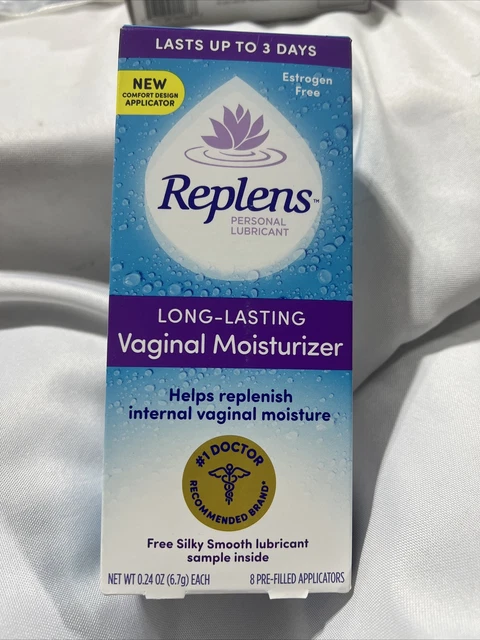 LASTS UP TO 3 DAYS
NEW
COMFORT DESIGN
APPLICATOR
Estrogen
Free
Replens™
PERSONAL
LUBRICANT
LONG-LASTING
Vaginal Moisturizer
Helps replenish
internal vaginal moisture
#1 DOCTOR
RECOMMENDED BRAND*
Free Silky Smooth lubricant
sample inside
NET WT 0.24 OZ (6.7g) EACH 8 PRE-FILLED APPLICATORS